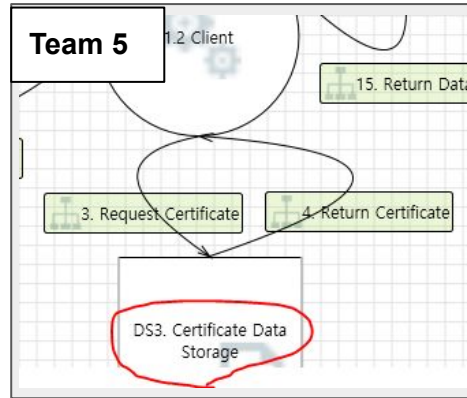 Team 5
1.2 Client
15. Return Data
3. Request Certificate
4. Return Certificate
DS3. Certificate Data
Storage